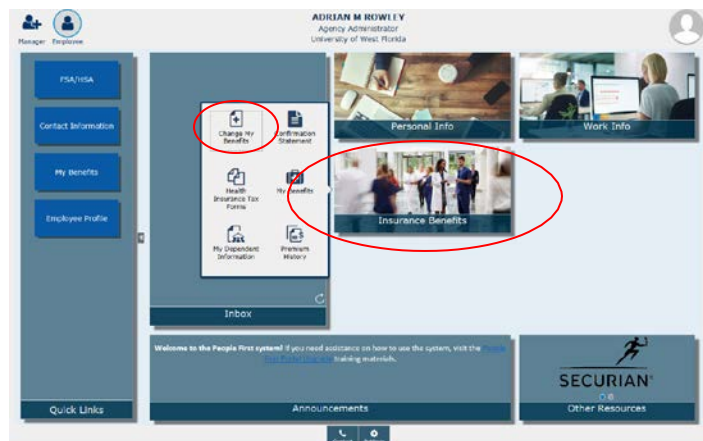 ADRIAN M ROWLEY
Agency Administrator
University of West Florida
Manager
Employee
FSA/HSA
Contact Information
My Benefits
Employee Profile
Quick Links
Change My
Benefits
Confirmation
Statement
Health
Insurance Tax
Forms
My Benefits
My Dependent
Information
Premium
History
Inbox
Personal Info
Work Info
Insurance Benefits
Welcome to the People First system! If you need assistance on how to use the system, visit the People
training materials.
Announcements
SECURIAN
Other Resources